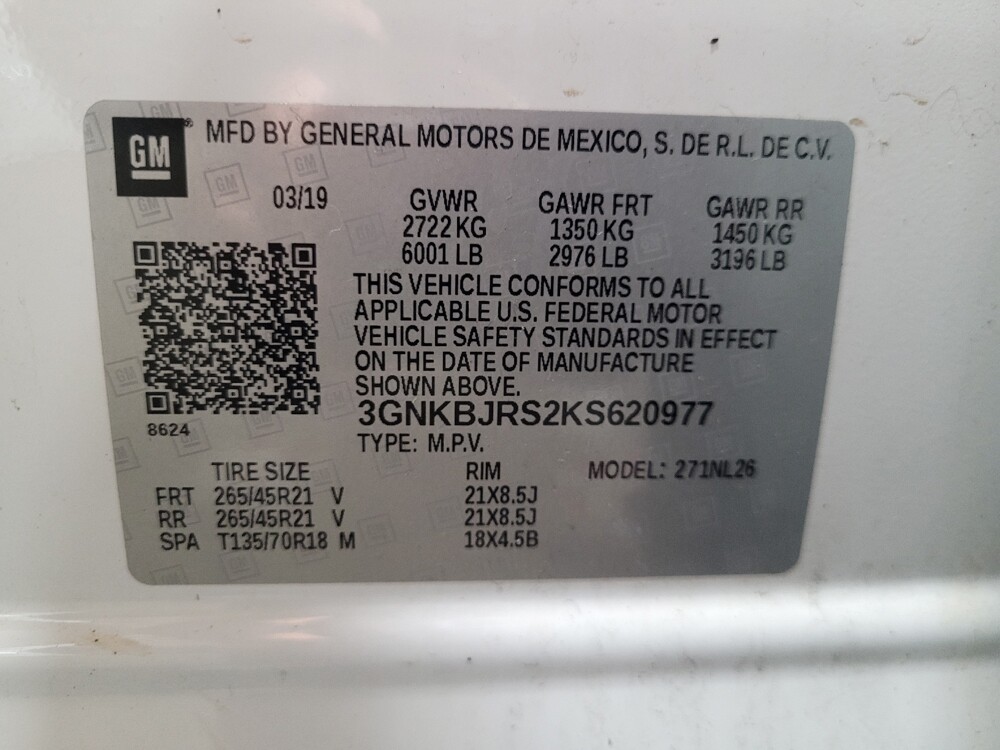 GM® MFD BY GENERAL MOTORS DE MEXICO, S. DE R.L. DE C.V.
03/19 GVWR GAWR FRT GAWR RR
2722 KG 1350 KG 1450 KG
6001 LB 2976 LB 3196 LB
THIS VEHICLE CONFORMS TO ALL
APPLICABLE U.S. FEDERAL MOTOR
VEHICLE SAFETY STANDARDS IN EFFECT
ON THE DATE OF MANUFACTURE
SHOWN ABOVE.
3GNKBJRS2KS620977
8624
TYPE: M.P.V.
TIRE SIZE RIM MODEL: 271NL26
FRT 265/45R21 V 21X8.5J
RR 265/45R21 V 21X8.5J
SPA T135/70R18 M 18X4.5B